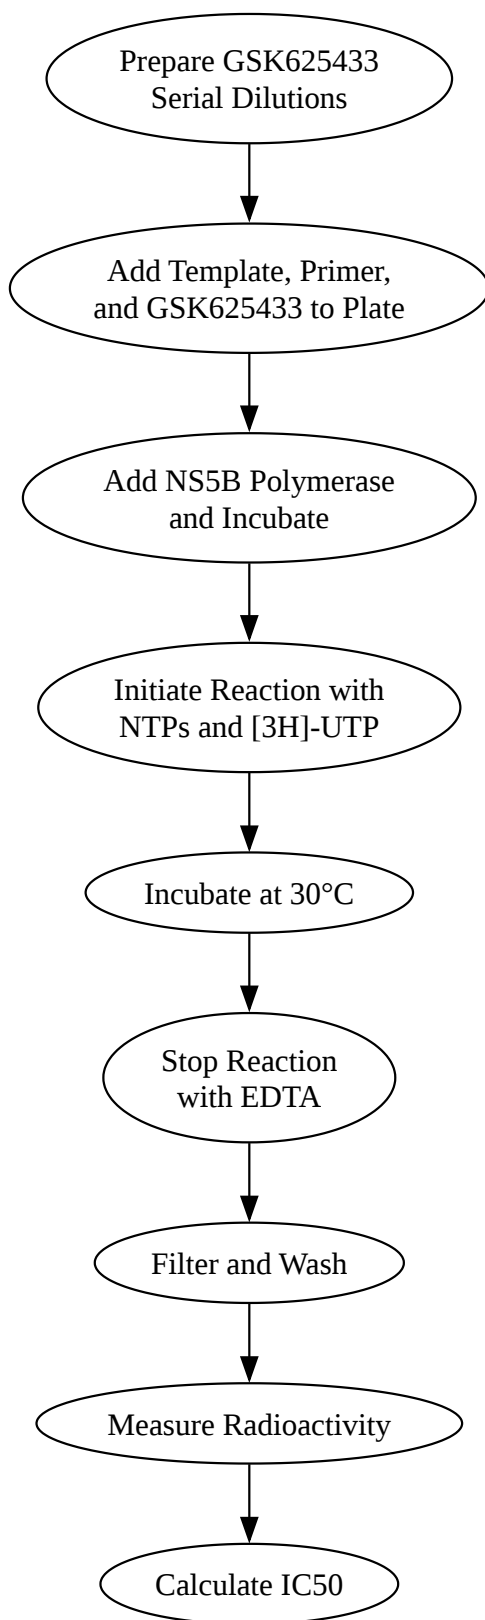 Prepare GSK625433
Serial Dilutions
Add Template, Primer,
and GSK625433 to Plate
Add NS5B Polymerase
and Incubate
Initiate Reaction with
NTPs and [3H]-UTP
Incubate at 30°C
Stop Reaction
with EDTA
Filter and Wash
Measure Radioactivity
Calculate IC50